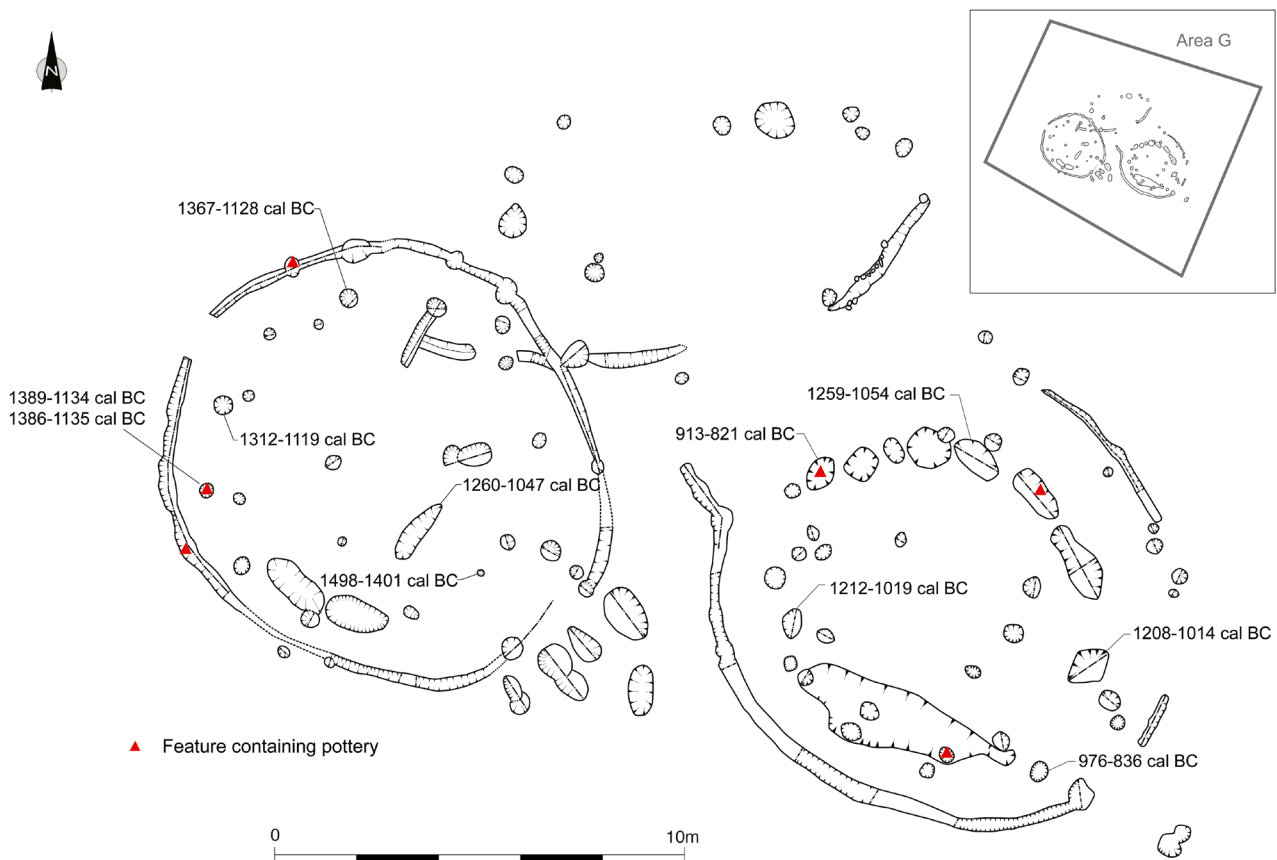 Area G
N
1367-1128 cal BC
1389-1134 cal BC
1386-1135 cal BC
1312-1119 cal BC
1259-1054 cal BC
913-821 cal BC
1260-1047 cal BC
1498-1401 cal BC
1212-1019 cal BC
1208-1014 cal BC
Feature containing pottery
976-836 cal BC
0
10m